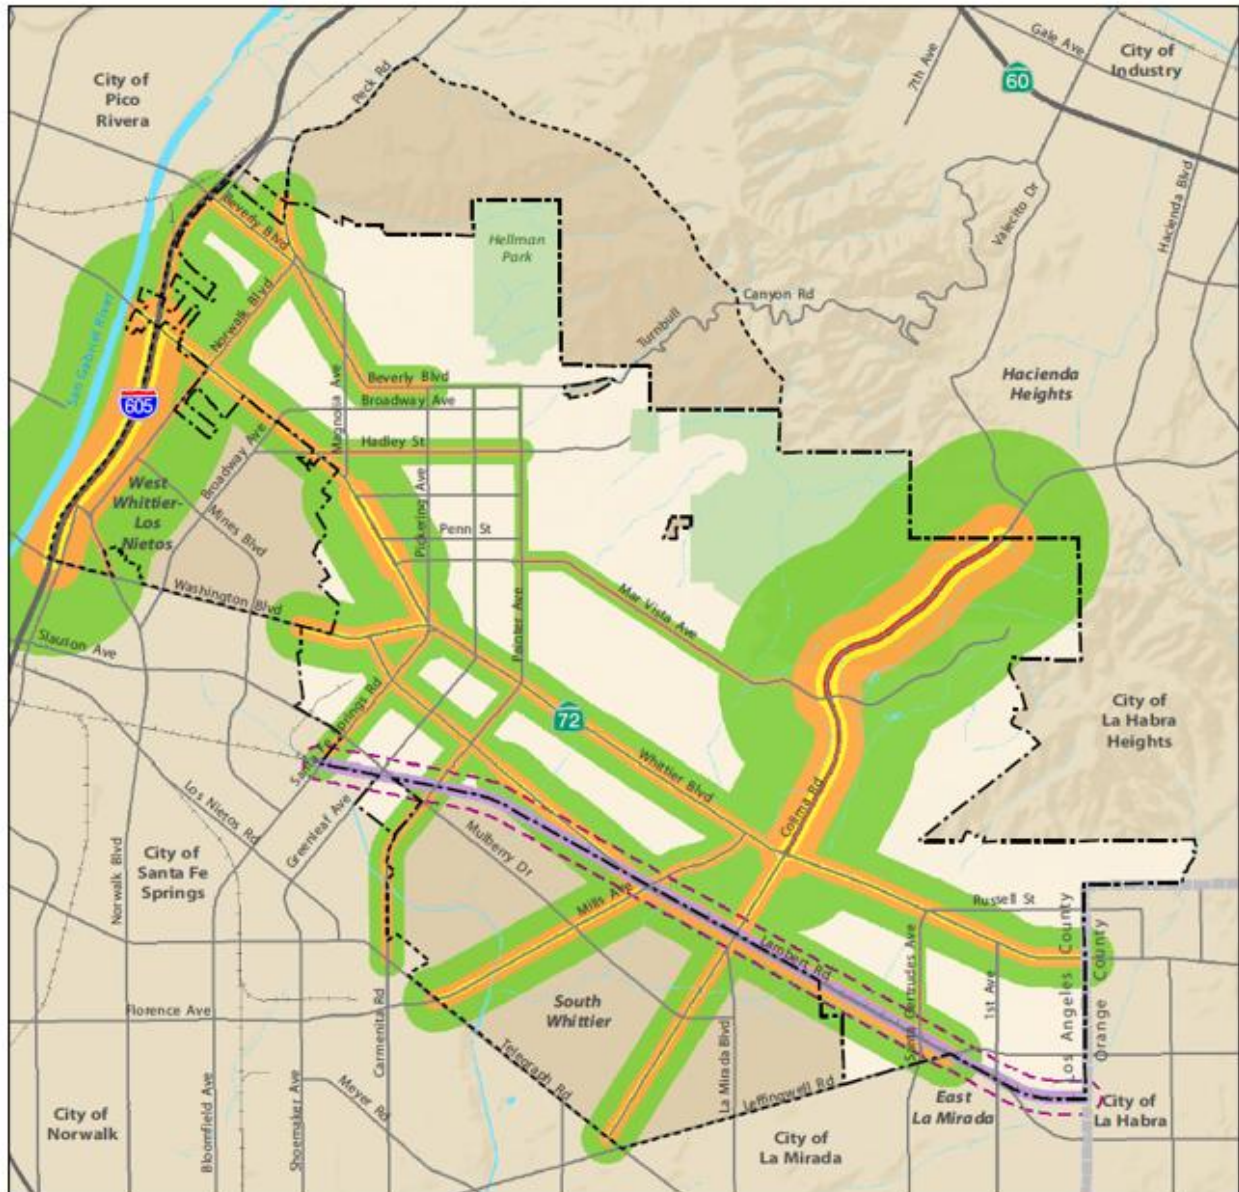 City of
Pico
Rivera
Peck Rd
7th Ave
Gale Ave
City of
Industry
60
Hacienda Blvd
Valecito Dr
Beverly Blvd
Hellman
Park
Canyon Rd
Turnbull
Norwalk Blvd
San Gabriel River
605
Magnolia Ave
Beverly Blvd
Broadway Ave
Hacienda
Heights
Hadley St
Broadway Ave
West
Whittier-
Los
Nietos
Mines Blvd
Pickering Ave
Penn St
Washington Blvd
Painter Ave
Mar Vista Ave
Slauson Ave
Santa Fe Springs Rd
72
Whittier Blvd
City of
La Habra
Heights
Colima Rd
Los Nietos Rd
Greenleaf Ave
Mulberry Dr
City of
Santa Fe
Springs
Norwalk Blvd
Mills Ave
Russell St
Lambert Rd
Santa Gertrudes Ave
1st Ave
Los Angeles County
Orange County
South
Whittier
Florence Ave
Carmenita Rd
Telegraph Rd
La Mirada Blvd
Leffingwell Rd
Meyer Rd
Bloomfield Ave
Shoemaker Ave
City of
Norwalk
City of
La Mirada
East
La Mirada
City of
La Habra